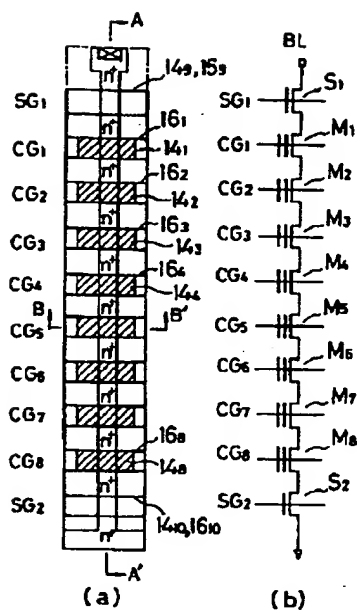 A
14₉, 15₉
SG₁
n⁺
16₁
CG₁
14₁
n⁺
16₂
CG₂
14₂
n⁺
16₃
CG₃
14₃
n⁺
16₄
CG₄
14₄
n⁺
B
B'
CG₅
n⁺
CG₆
n⁺
CG₇
n⁺
16₈
CG₈
14₈
n⁺
SG₂
14₁₀, 16₁₀
n⁺
A'
(a)
BL
S₁
SG₁
M₁
CG₁
M₂
CG₂
M₃
CG₃
M₄
CG₄
M₅
CG₅
M₆
CG₆
M₇
CG₇
M₈
CG₈
S₂
SG₂
(b)